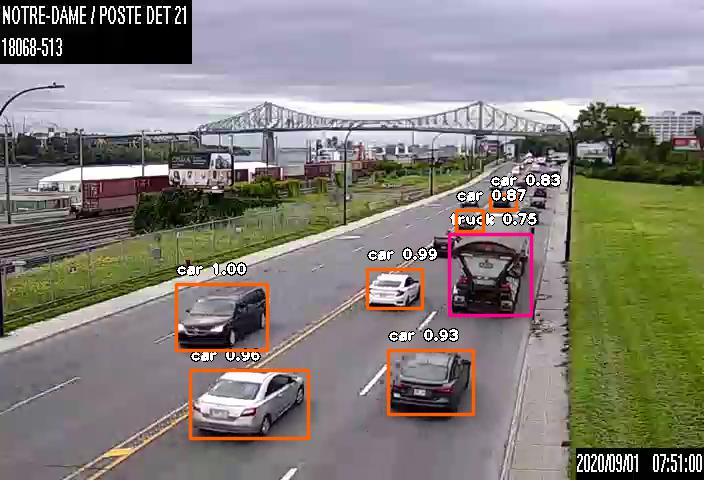 NOTRE-DAME / POSTE DET 21
18068-513
car 0.83
car 0.87
truck 0.75
car 0.99
car 1.00
car 0.93
car 0.96
2020/09/01 07:51:00